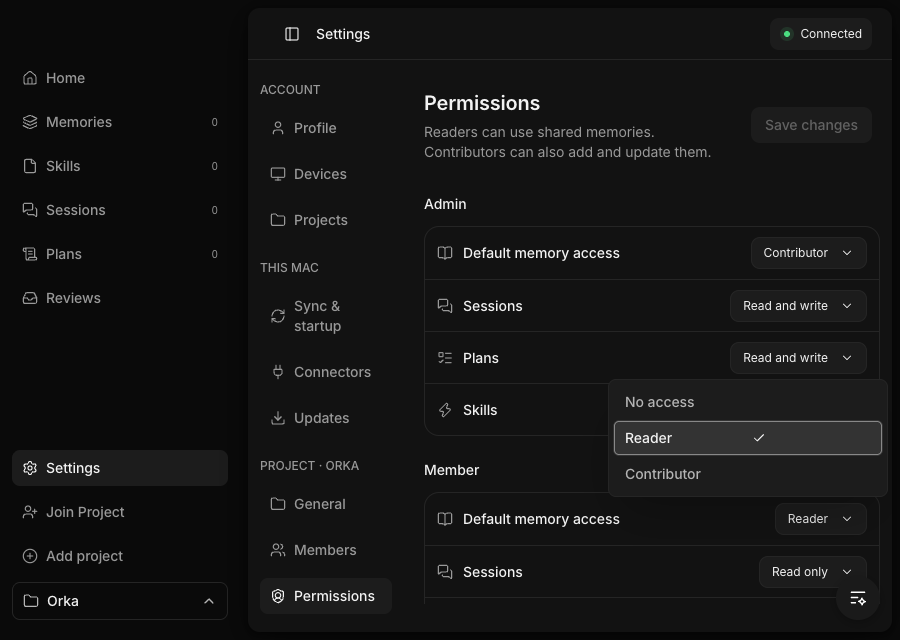 Settings
Connected
Home
Memories 0
Skills 0
Sessions 0
Plans 0
Reviews
Settings
Join Project
Add project
Orka
ACCOUNT
Profile
Devices
Projects
THIS MAC
Sync &
startup
Connectors
Updates
PROJECT · ORKA
General
Members
Permissions
Permissions
Readers can use shared memories.
Contributors can also add and update them.
Save changes
Admin
Default memory access Contributor
Sessions Read and write
Plans Read and write
Skills
No access
Reader
Contributor
Member
Default memory access Reader
Sessions Read only